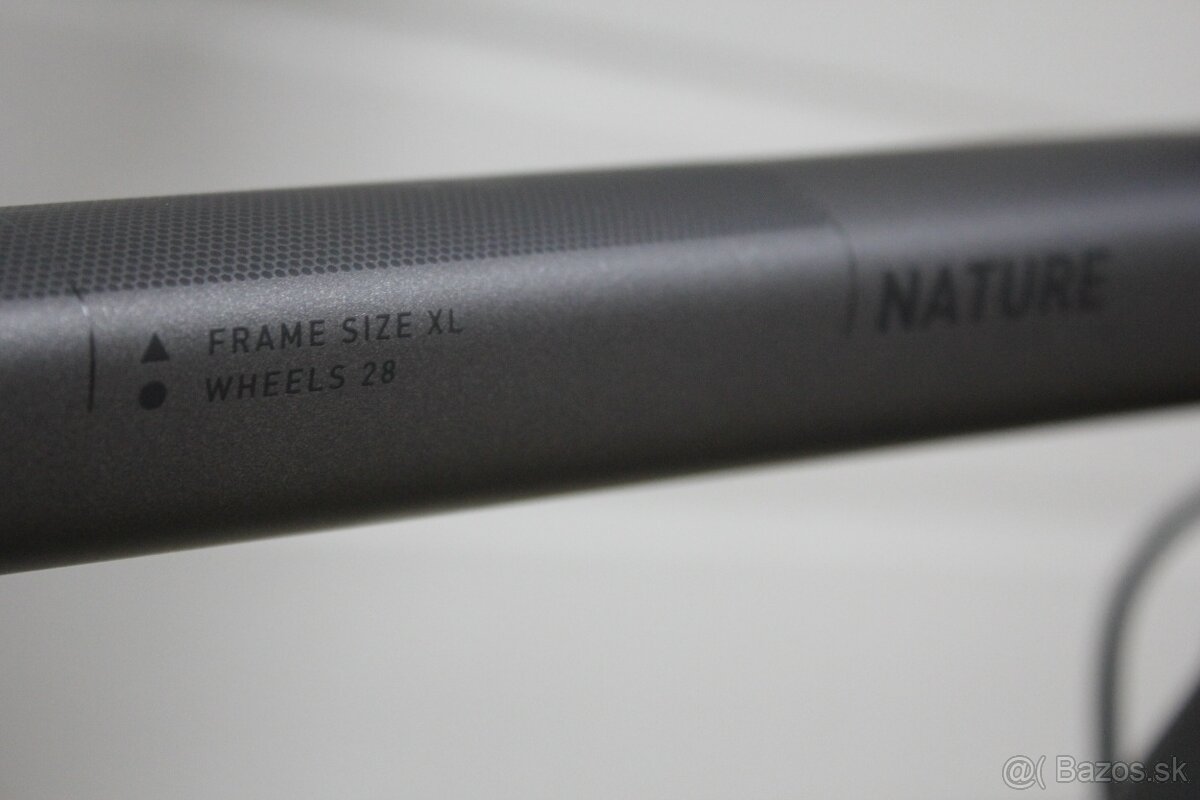 ▲ FRAME SIZE XL
● WHEELS 28
NATURE
@( Bazos.sk